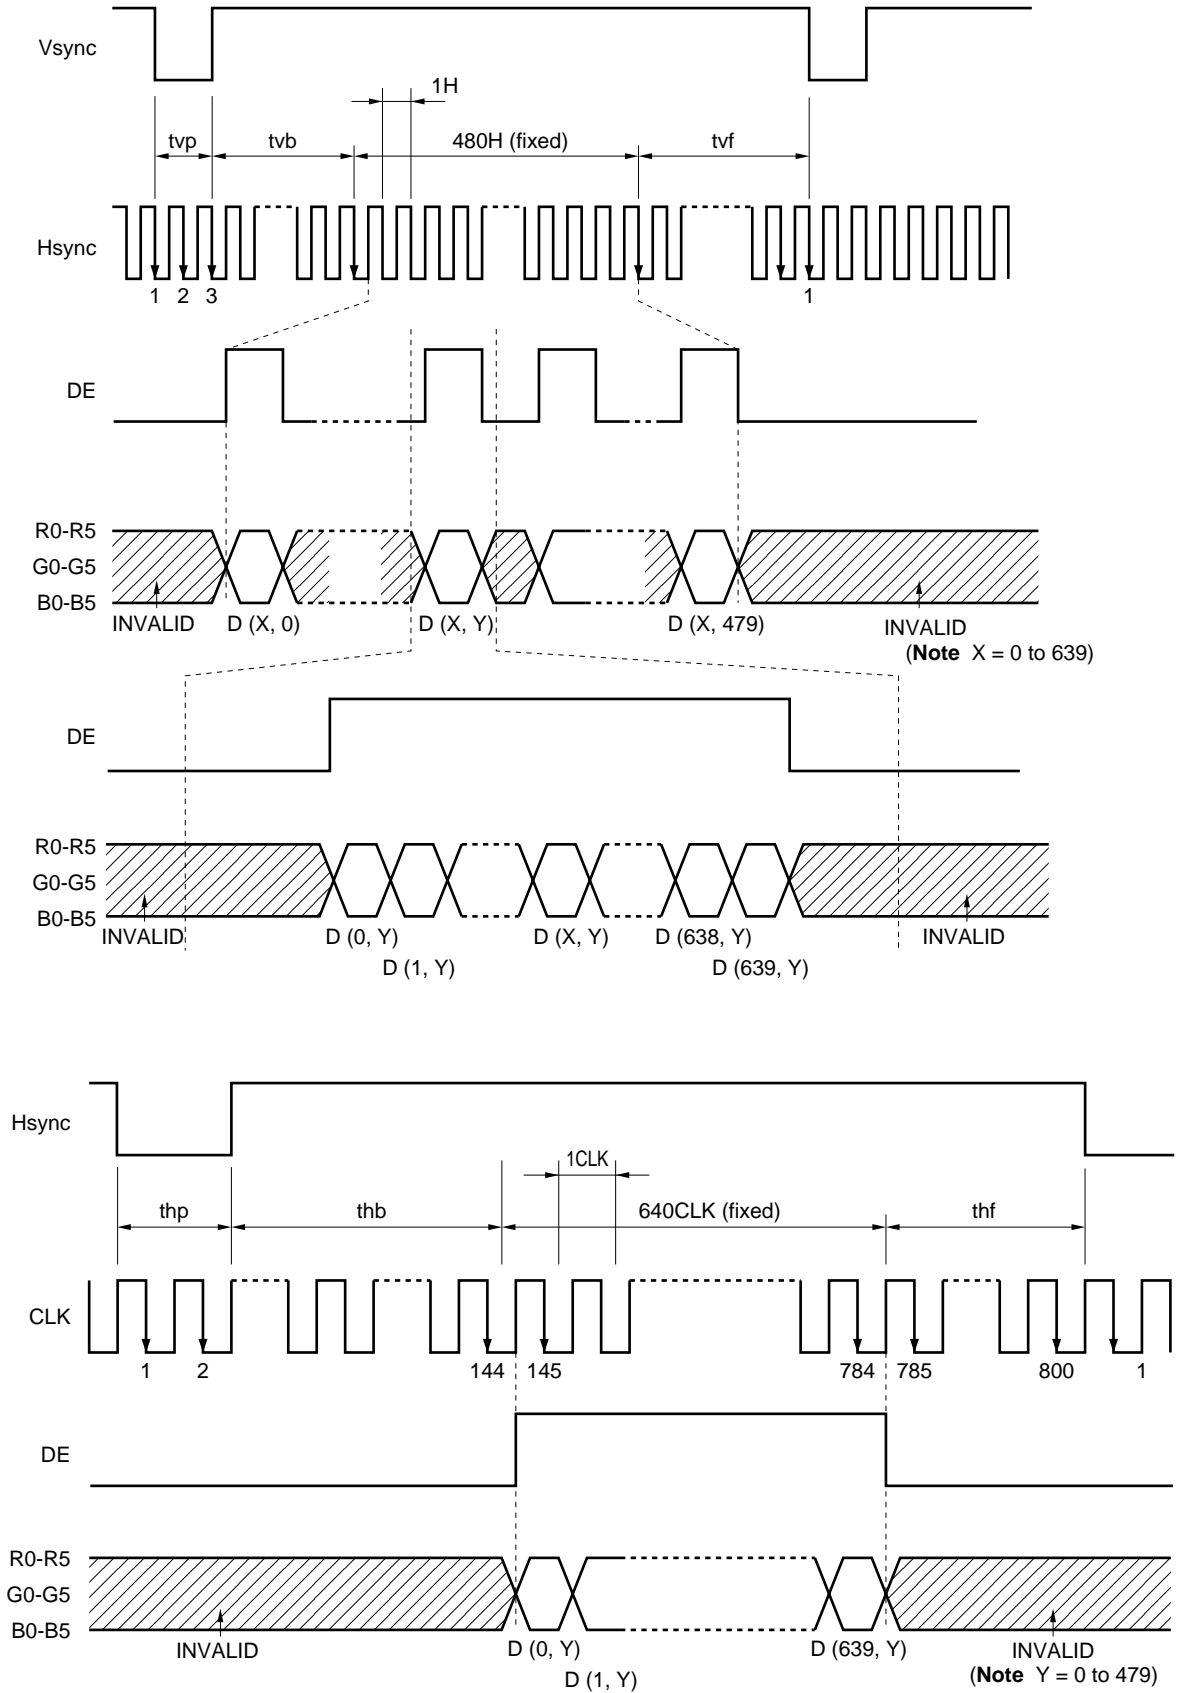 Vsync
1H
tvp tvb 480H (fixed) tvf
Hsync
1 2 3 1
DE
R0-R5
G0-G5
B0-B5
INVALID D (X, 0) D (X, Y) D (X, 479) INVALID
(Note X = 0 to 639)
DE
R0-R5
G0-G5
B0-B5
INVALID D (0, Y) D (X, Y) D (638, Y) INVALID
D (1, Y) D (639, Y)
Hsync
1CLK
thp thb 640CLK (fixed) thf
CLK
1 2 144 145 784 785 800 1
DE
R0-R5
G0-G5
B0-B5
INVALID D (0, Y) D (639, Y) INVALID
D (1, Y) (Note Y = 0 to 479)